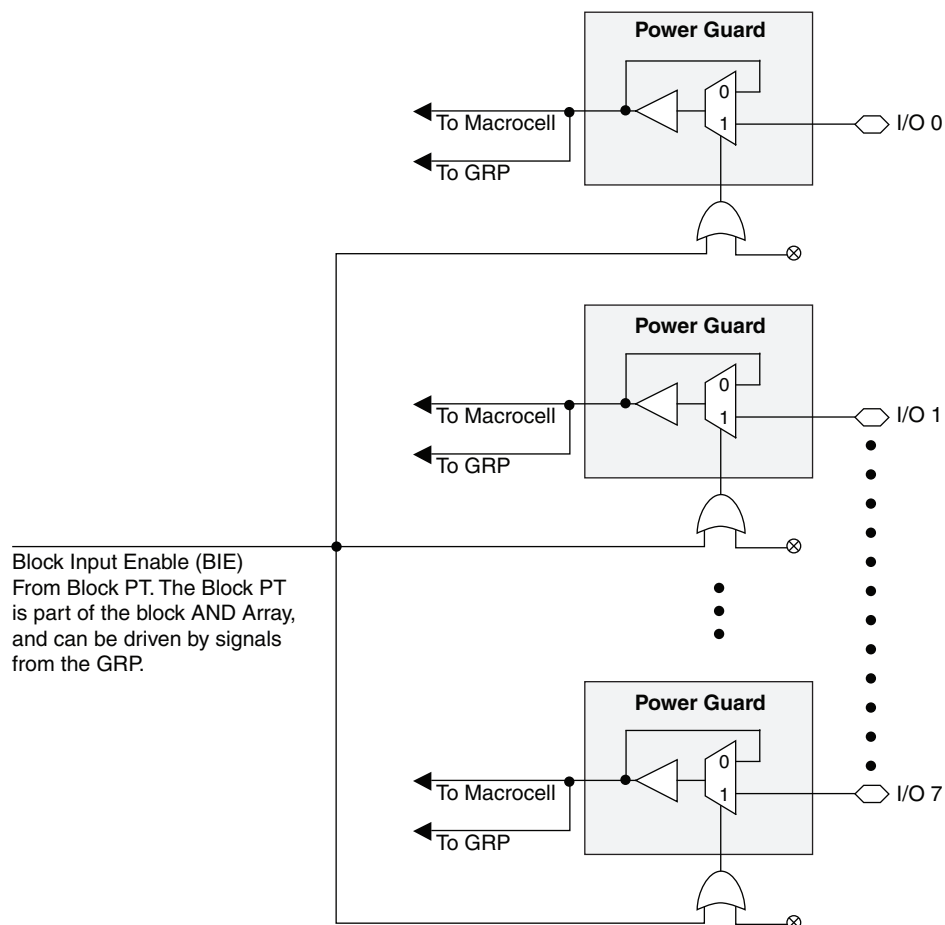 Power Guard
0
1
To Macrocell
I/O 0
To GRP
Power Guard
0
1
To Macrocell
I/O 1
To GRP
Block Input Enable (BIE)
From Block PT. The Block PT
is part of the block AND Array,
and can be driven by signals
from the GRP.
Power Guard
0
1
To Macrocell
I/O 7
To GRP